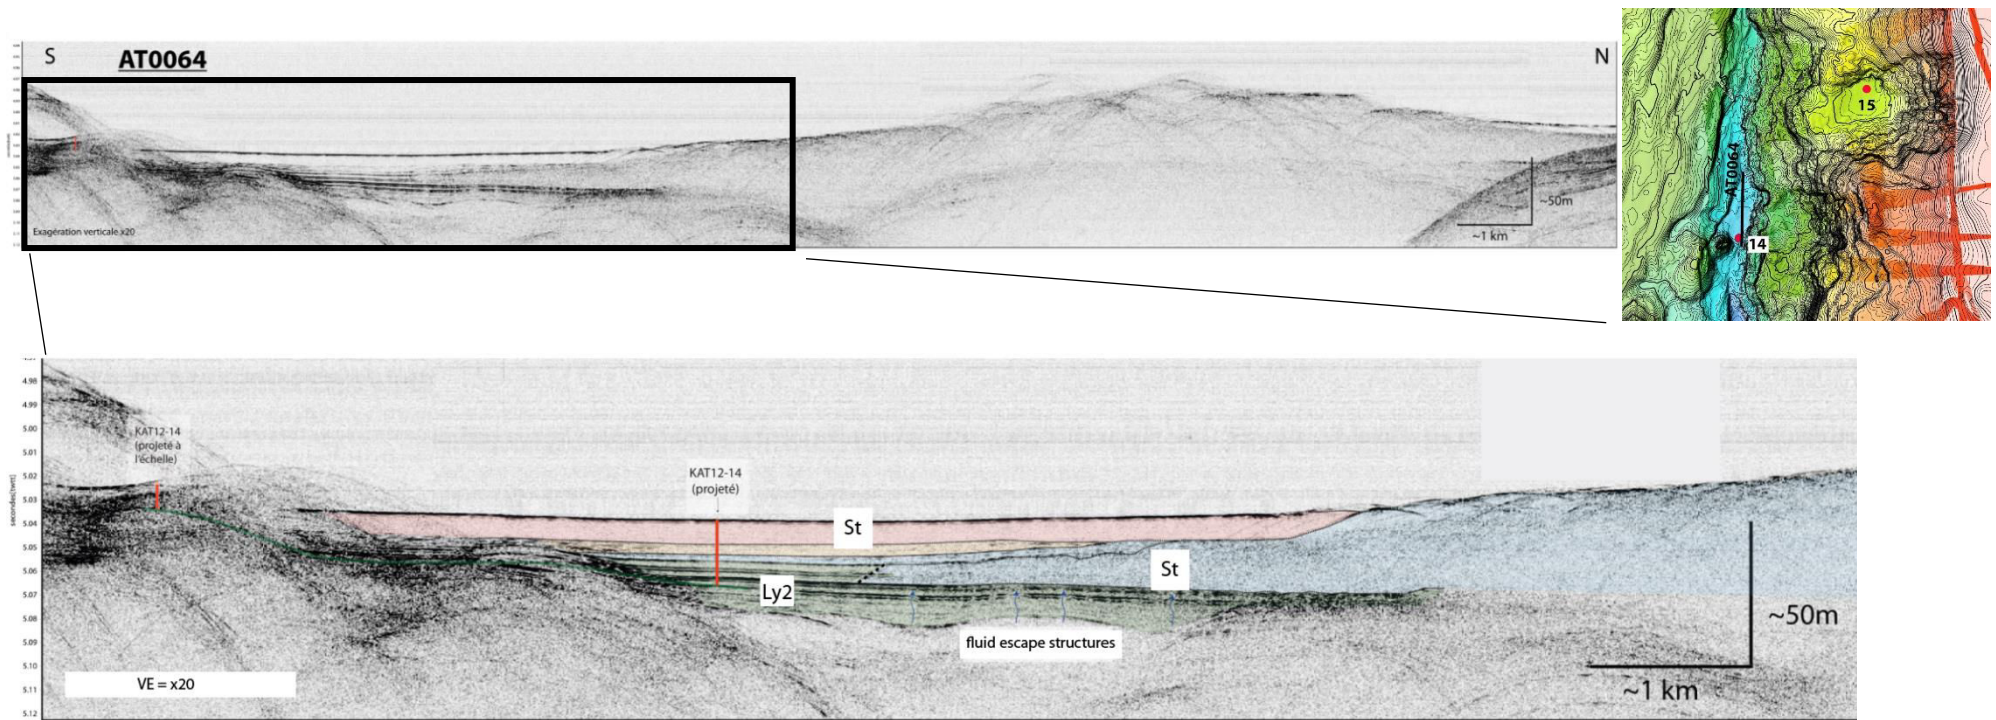 S
AT0064
N
Exagération verticale x20
~50m
~1 km
15
AT0064
14
4.98
4.99
5.00
5.01
5.02
5.03
5.04
5.05
5.06
5.07
5.08
5.09
5.10
5.11
5.12
secondes(twtt)
KAT12-14
(projeté à
l'échelle)
KAT12-14
(projeté)
St
St
Ly2
fluid escape structures
VE = x20
~50m
~1 km